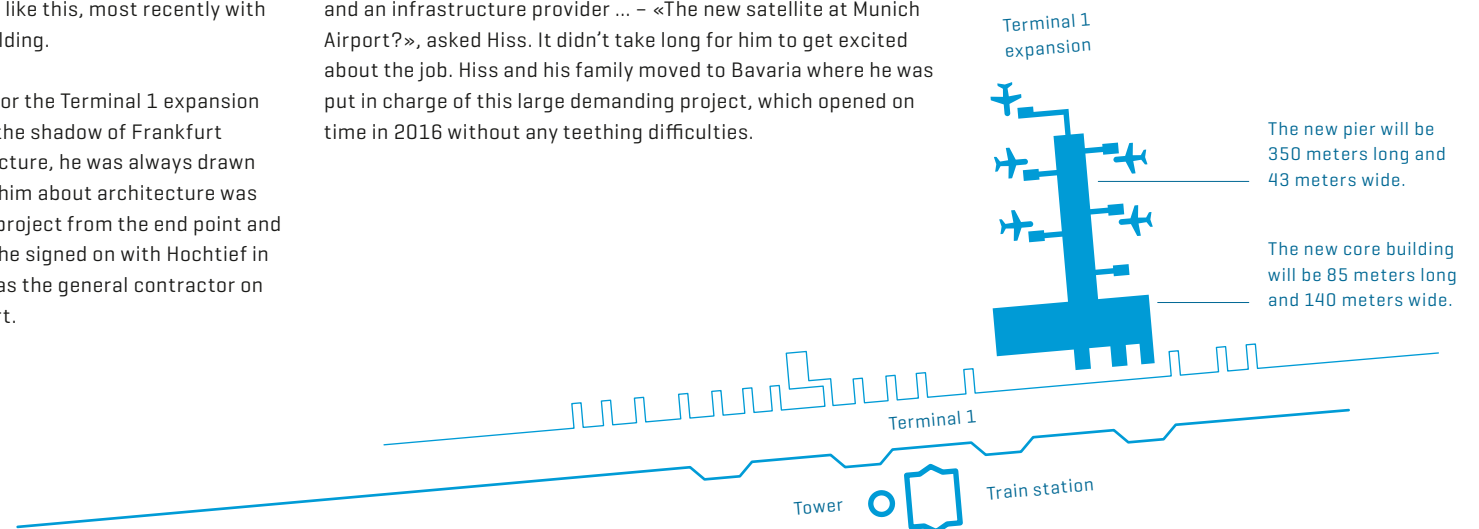 like this, most recently with
lding.
or the Terminal 1 expansion
the shadow of Frankfurt
cture, he was always drawn
him about architecture was
project from the end point and
he signed on with Hochtief in
as the general contractor on
rt.
and an infrastructure provider ... – «The new satellite at Munich
Airport?», asked Hiss. It didn’t take long for him to get excited
about the job. Hiss and his family moved to Bavaria where he was
put in charge of this large demanding project, which opened on
time in 2016 without any teething difficulties.
Terminal 1
expansion
The new pier will be
350 meters long and
43 meters wide.
The new core building
will be 85 meters long
and 140 meters wide.
Terminal 1
Tower
Train station